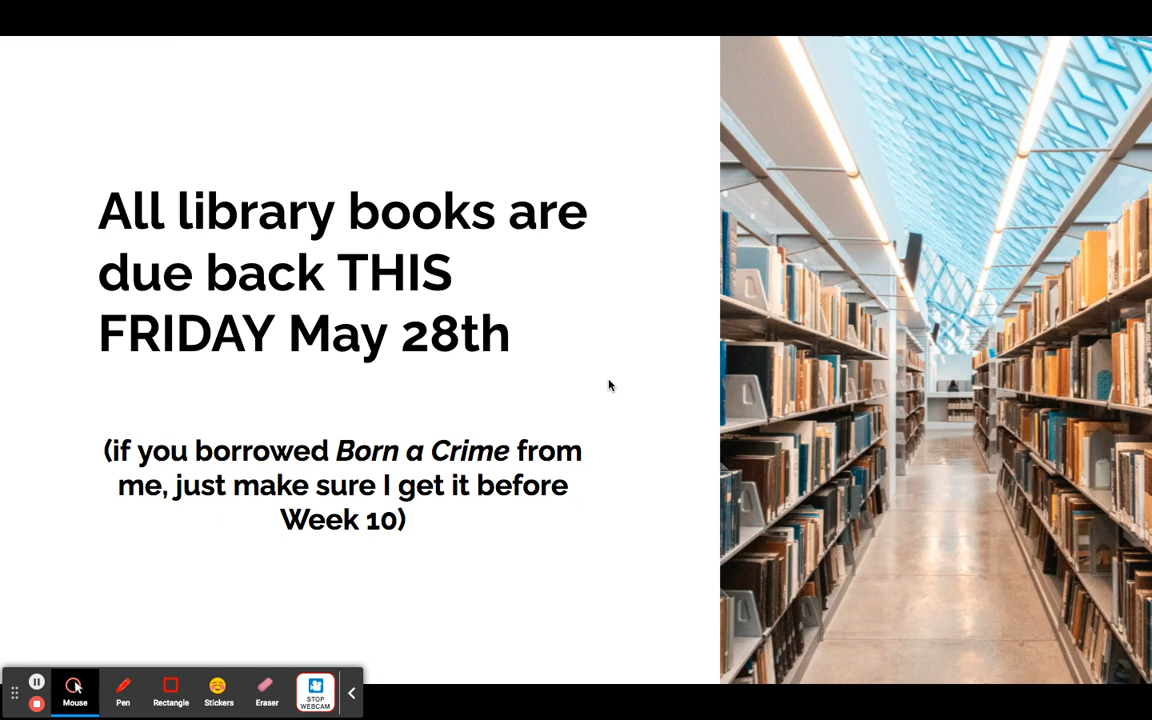 All library books are
due back THIS
FRIDAY May 28th
(if you borrowed Born a Crime from
me, just make sure I get it before
Week 10)
Mouse
Pen
Rectangle
Stickers
Eraser
STOP
WEBCAM